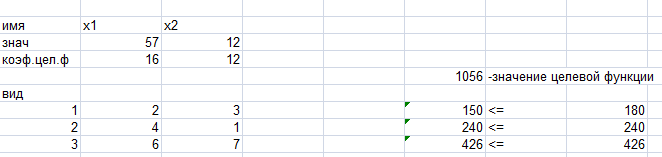 имя x1 x2
знач 57 12
коэф.цел.ф 16 12
1056 -значение целевой функции
вид
1 2 3 150 <= 180
2 4 1 240 <= 240
3 6 7 426 <= 426